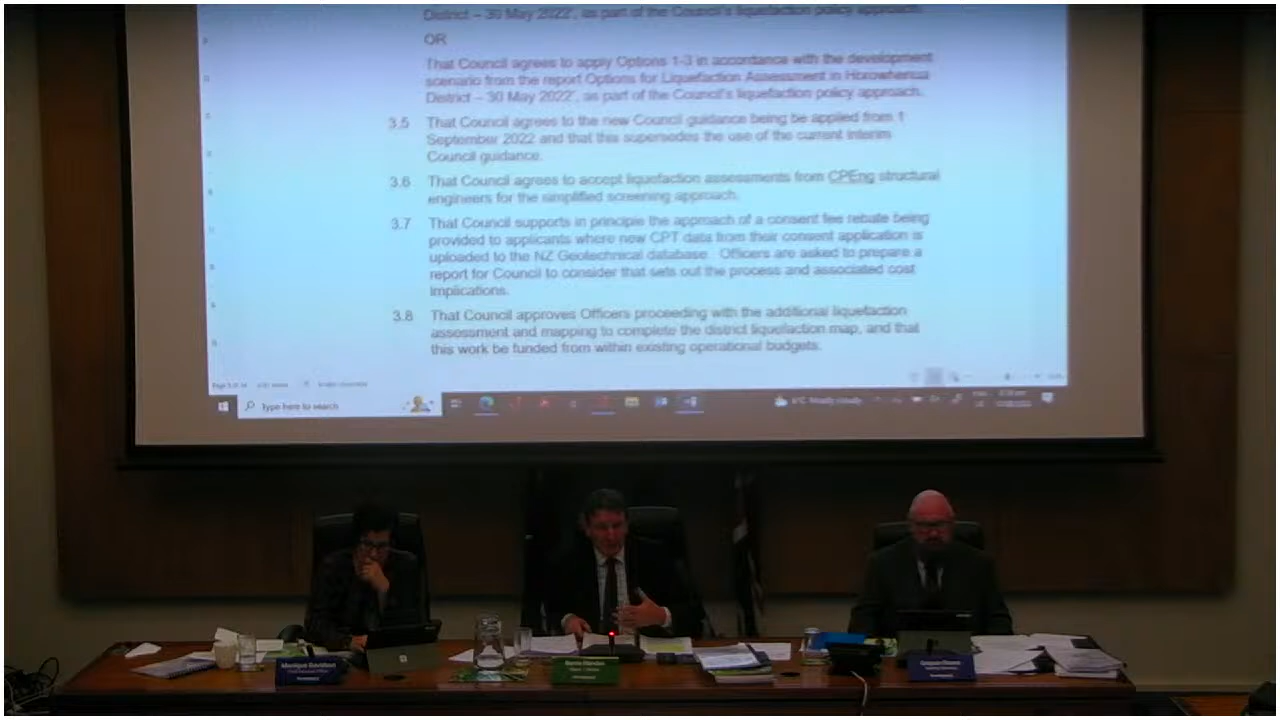 District – 30 May 2022', as part of the Council's liquefaction policy approach.
OR
That Council agrees to apply Options 1-3 in accordance with the development
scenario from the report Options for Liquefaction Assessment in Horowhenua
District – 30 May 2022', as part of the Council's liquefaction policy approach.
3.5 That Council agrees to the new Council guidance being be applied from 1
September 2022 and that this supersedes the use of the current interim
Council guidance.
3.6 That Council agrees to accept liquefaction assessments from CPEng structural
engineers for the simplified screening approach.
3.7 That Council supports in principle the approach of a consent fee rebate being
provided to applicants where new CPT data from their consent application is
uploaded to the NZ Geotechnical database. Officers are asked to prepare a
report for Council to consider that sets out the process and associated cost
implications.
3.8 That Council approves Officers proceeding with the additional liquefaction
assessment and mapping to complete the district liquefaction map, and that
this work be funded from within existing operational budgets.
Type here to search
Mostly cloudy
Monique Davidson